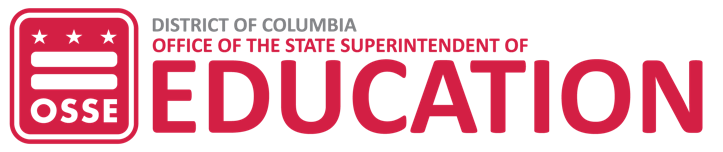 OSSE
DISTRICT OF COLUMBIA
OFFICE OF THE STATE SUPERINTENDENT OF
EDUCATION